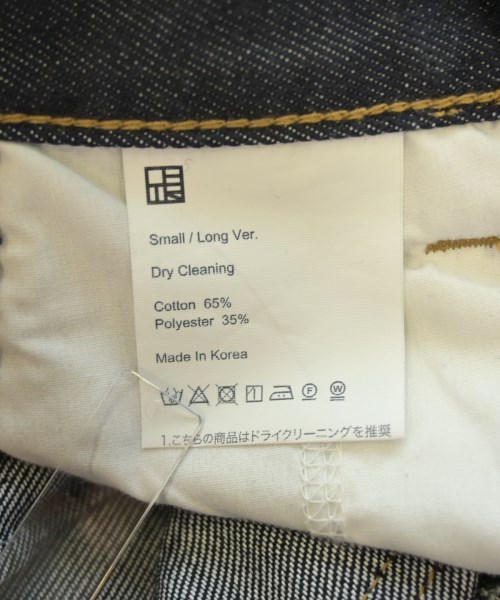 Small / Long Ver.
Dry Cleaning
Cotton 65%
Polyester 35%
Made In Korea
F W
1.こちらの商品はドライクリーニングを推奨